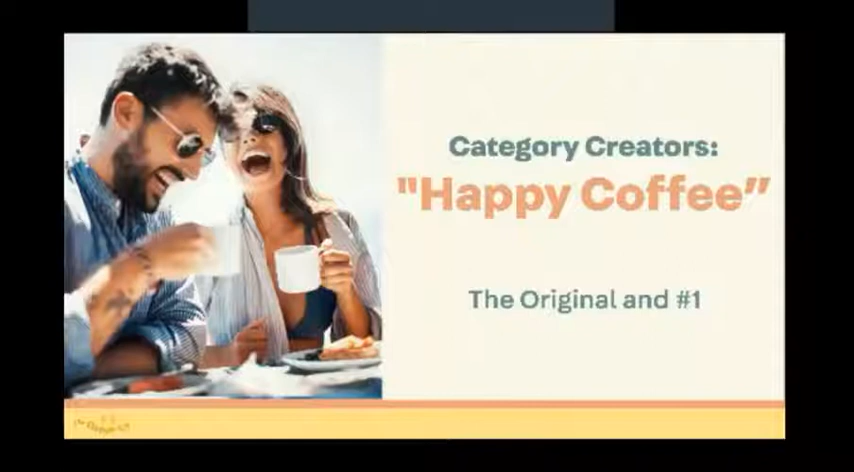 Category Creators:
"Happy Coffee”
The Original and #1